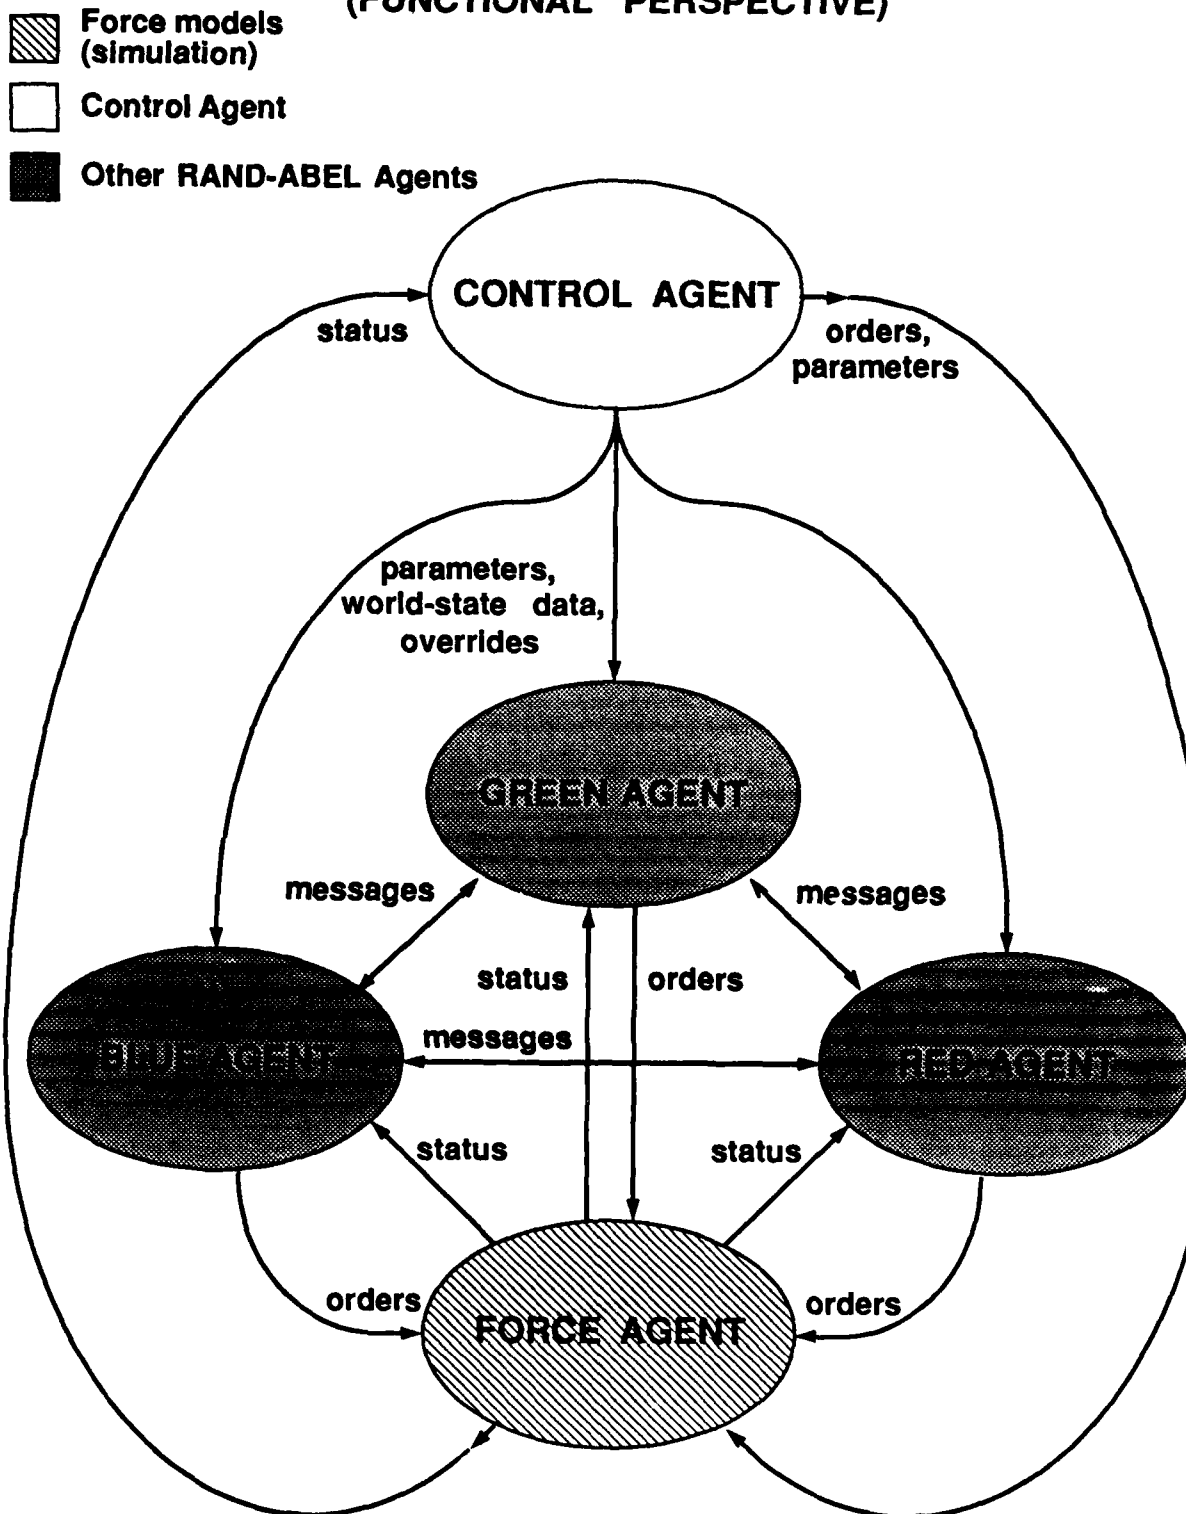 (FUNCTIONAL PERSPECTIVE)
Force models
(simulation)
Control Agent
Other RAND-ABEL Agents
CONTROL AGENT
status
orders,
parameters
parameters,
world-state data,
overrides
GREEN AGENT
messages
messages
status
orders
messages
BLUE AGENT
RED AGENT
status
status
orders
orders
FORCE AGENT